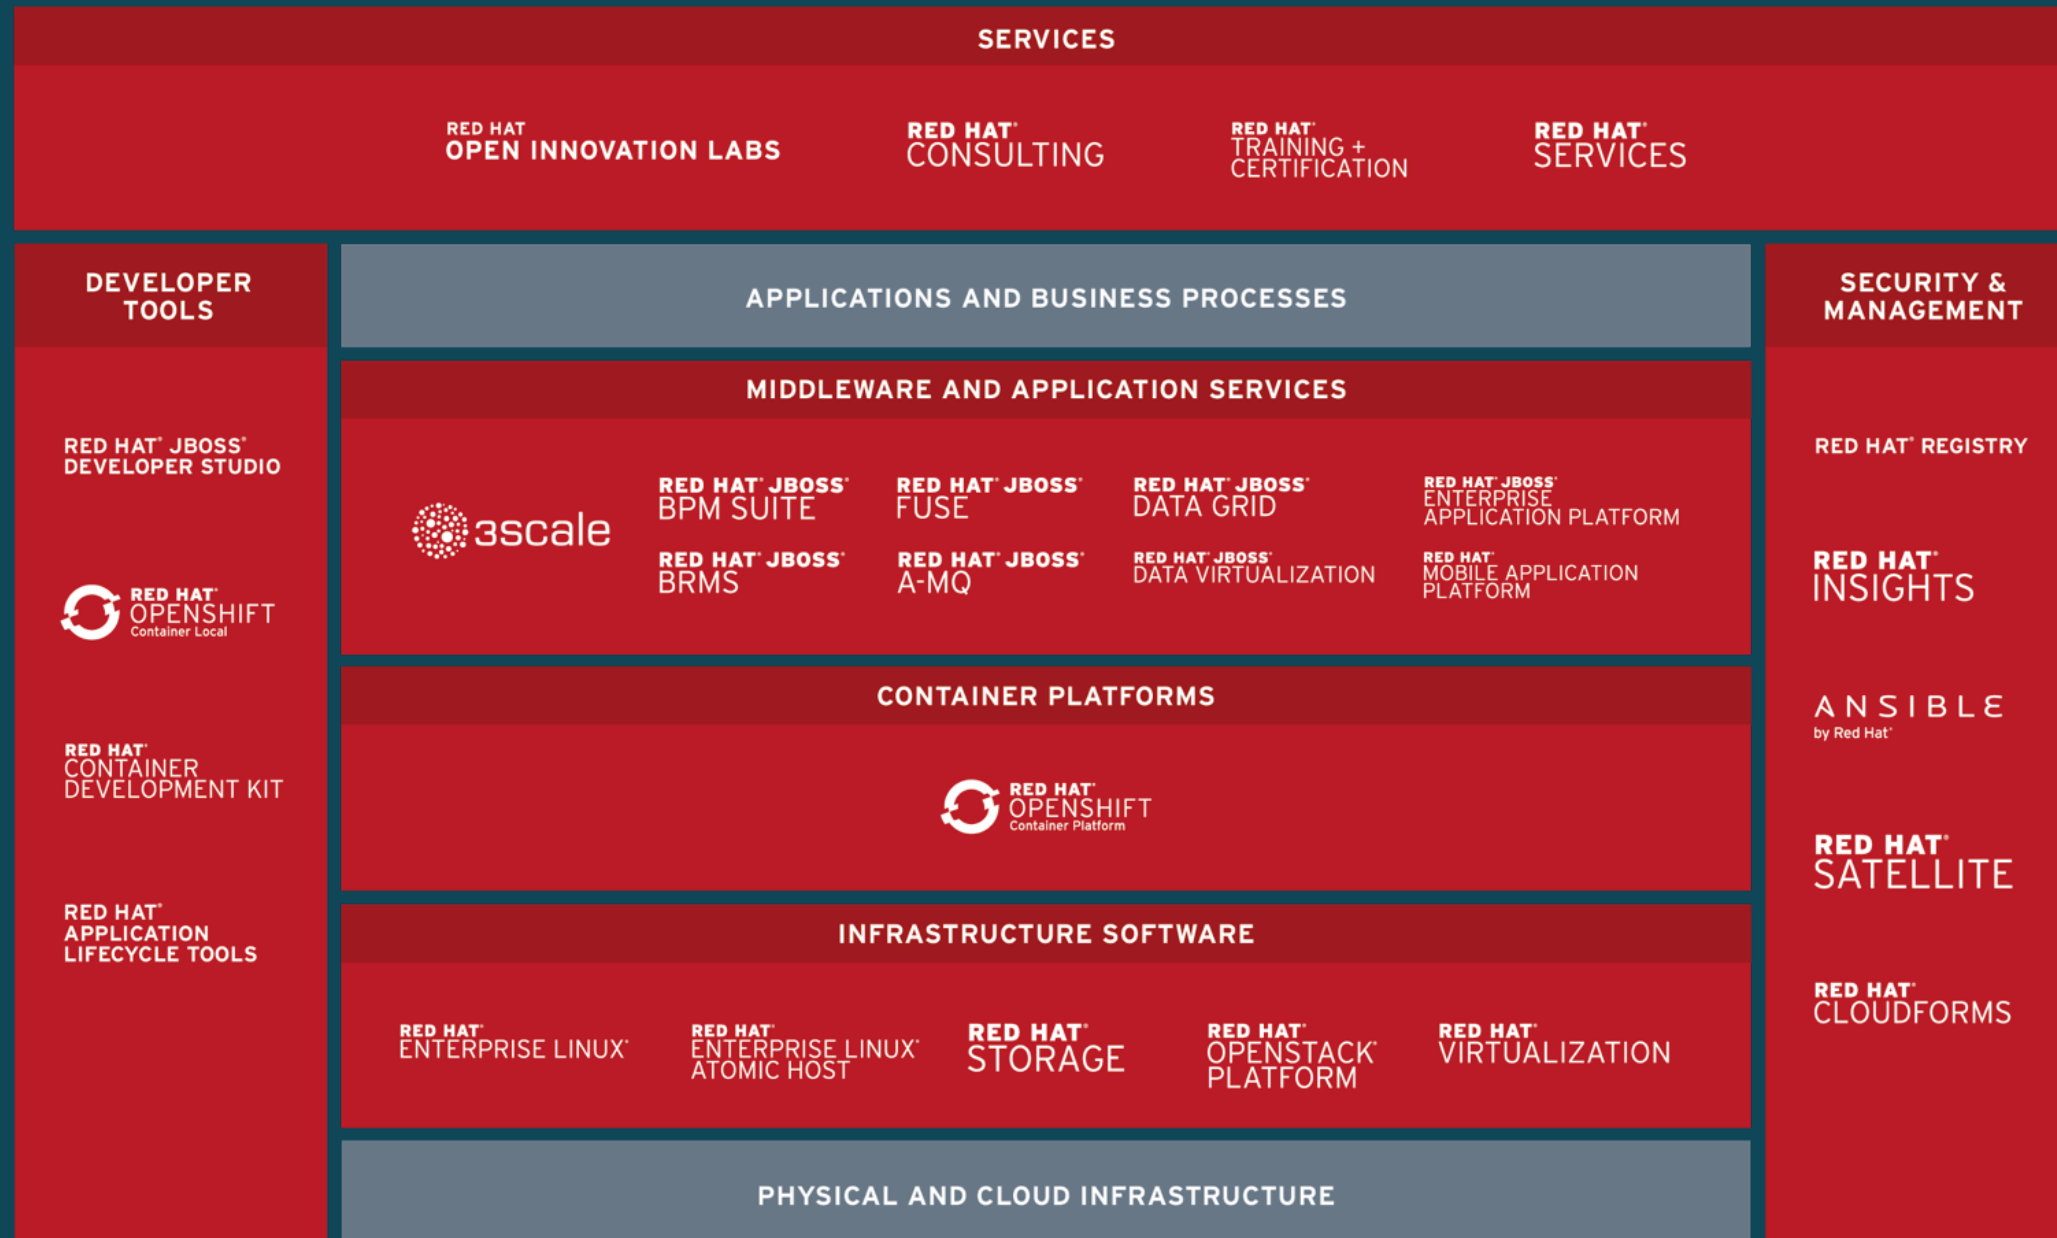 SERVICES
RED HAT
OPEN INNOVATION LABS
RED HAT®
CONSULTING
RED HAT®
TRAINING +
CERTIFICATION
RED HAT®
SERVICES
DEVELOPER
TOOLS
RED HAT® JBOSS®
DEVELOPER STUDIO
RED HAT®
OPENSHIFT
Container Local
RED HAT®
CONTAINER
DEVELOPMENT KIT
RED HAT®
APPLICATION
LIFECYCLE TOOLS
APPLICATIONS AND BUSINESS PROCESSES
MIDDLEWARE AND APPLICATION SERVICES
3scale
RED HAT® JBOSS®
BPM SUITE
RED HAT® JBOSS®
FUSE
RED HAT® JBOSS®
DATA GRID
RED HAT® JBOSS®
ENTERPRISE
APPLICATION PLATFORM
RED HAT® JBOSS®
BRMS
RED HAT® JBOSS®
A-MQ
RED HAT® JBOSS®
DATA VIRTUALIZATION
RED HAT®
MOBILE APPLICATION
PLATFORM
CONTAINER PLATFORMS
RED HAT®
OPENSHIFT
Container Platform
INFRASTRUCTURE SOFTWARE
RED HAT®
ENTERPRISE LINUX®
RED HAT®
ENTERPRISE LINUX®
ATOMIC HOST
RED HAT®
STORAGE
RED HAT®
OPENSTACK®
PLATFORM
RED HAT®
VIRTUALIZATION
PHYSICAL AND CLOUD INFRASTRUCTURE
SECURITY &
MANAGEMENT
RED HAT® REGISTRY
RED HAT®
INSIGHTS
ANSIBLE
by Red Hat®
RED HAT®
SATELLITE
RED HAT®
CLOUDFORMS